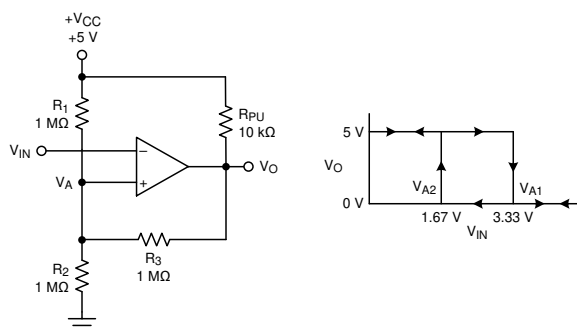 +VCC
+5 V
R1
1 MΩ
RPU
10 kΩ
VIN
−
VO
VA
+
R3
1 MΩ
R2
1 MΩ
5 V
VO
VA2
VA1
0 V
1.67 V
3.33 V
VIN